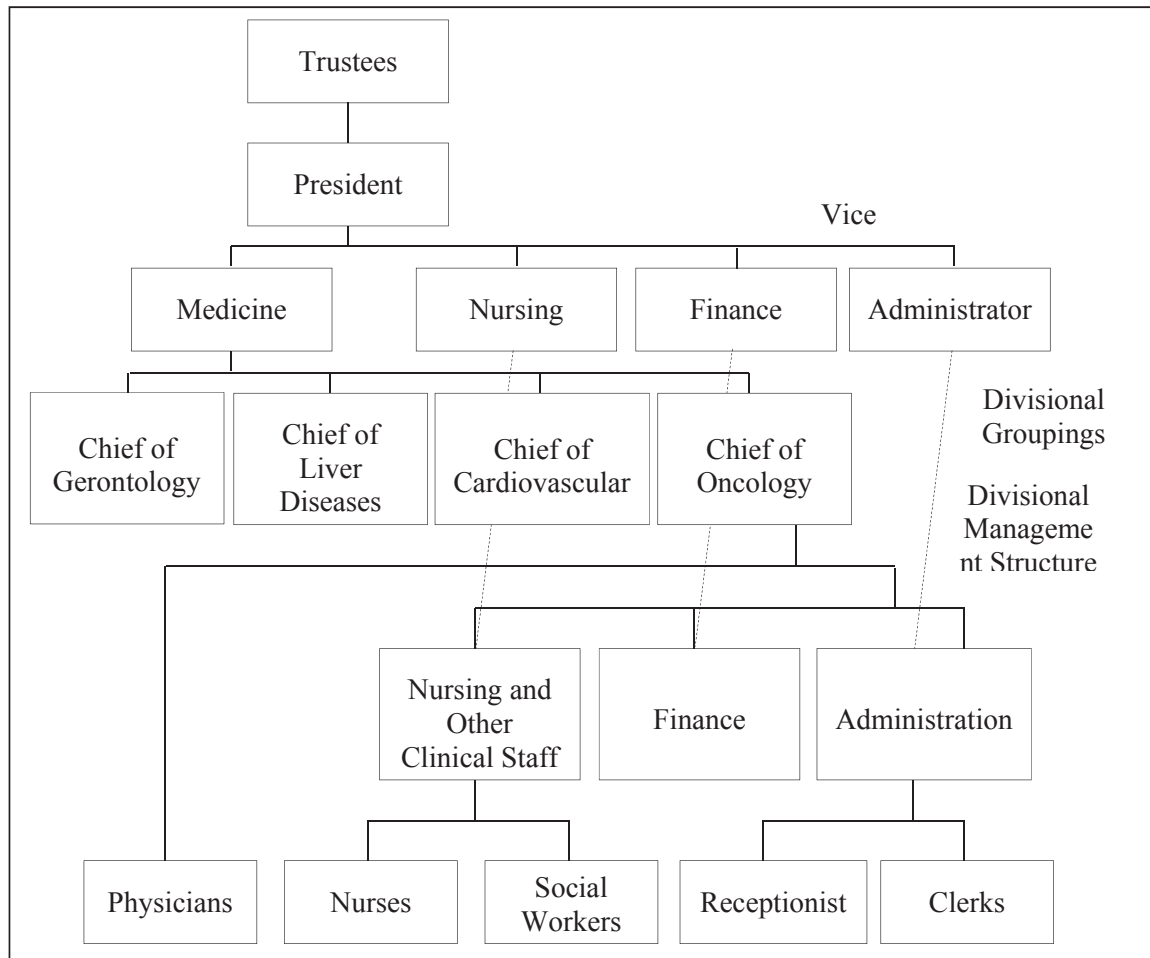 Trustees
President
Vice
Medicine
Nursing
Finance
Administrator
Chief of
Gerontology
Chief of
Liver
Diseases
Chief of
Cardiovascular
Chief of
Oncology
Divisional
Groupings
Divisional
Manageme
nt Structure
Nursing and
Other
Clinical Staff
Finance
Administration
Physicians
Nurses
Social
Workers
Receptionist
Clerks